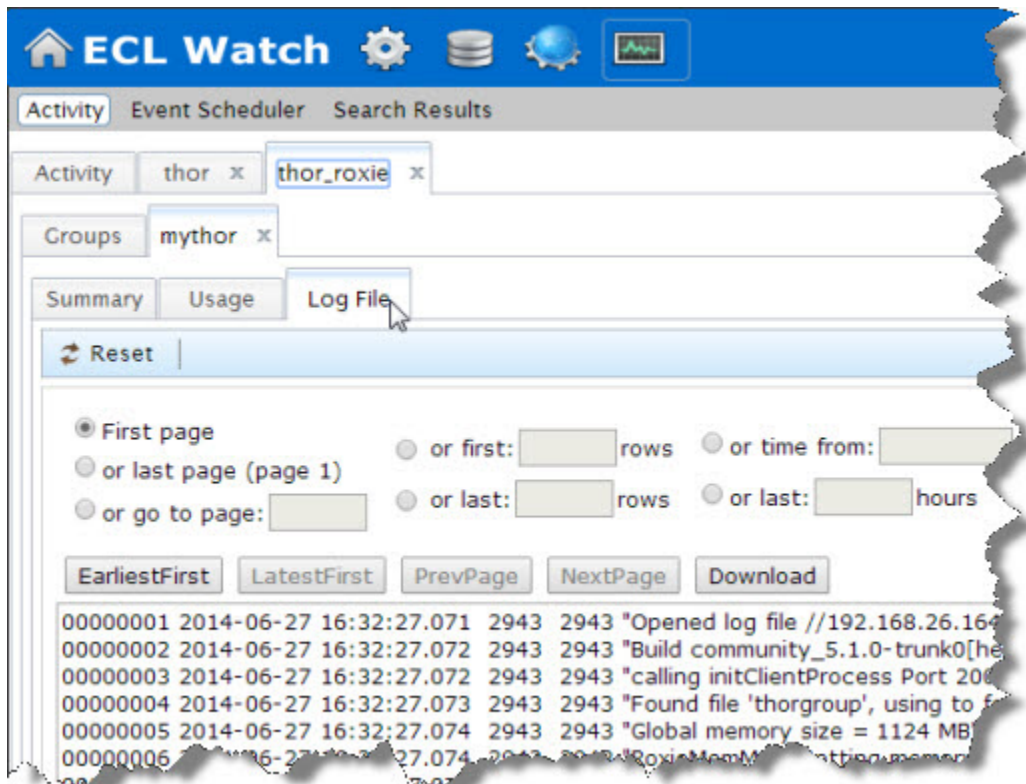 ECL Watch
Activity Event Scheduler Search Results
Activity thor x thor_roxie x
Groups mythor x
Summary Usage Log File
Reset
First page
or last page (page 1)
or go to page:
or first: rows
or last: rows
or time from:
or last: hours
EarliestFirst LatestFirst PrevPage NextPage Download
00000001 2014-06-27 16:32:27.071 2943 2943 "Opened log file //192.168.26.164
00000002 2014-06-27 16:32:27.072 2943 2943 "Build community_5.1.0-trunk0[he
00000003 2014-06-27 16:32:27.072 2943 2943 "calling initClientProcess Port 200
00000004 2014-06-27 16:32:27.073 2943 2943 "Found file 'thorgroup', using to f
00000005 2014-06-27 16:32:27.074 2943 2943 "Global memory size = 1124 MB
00000006 27.074